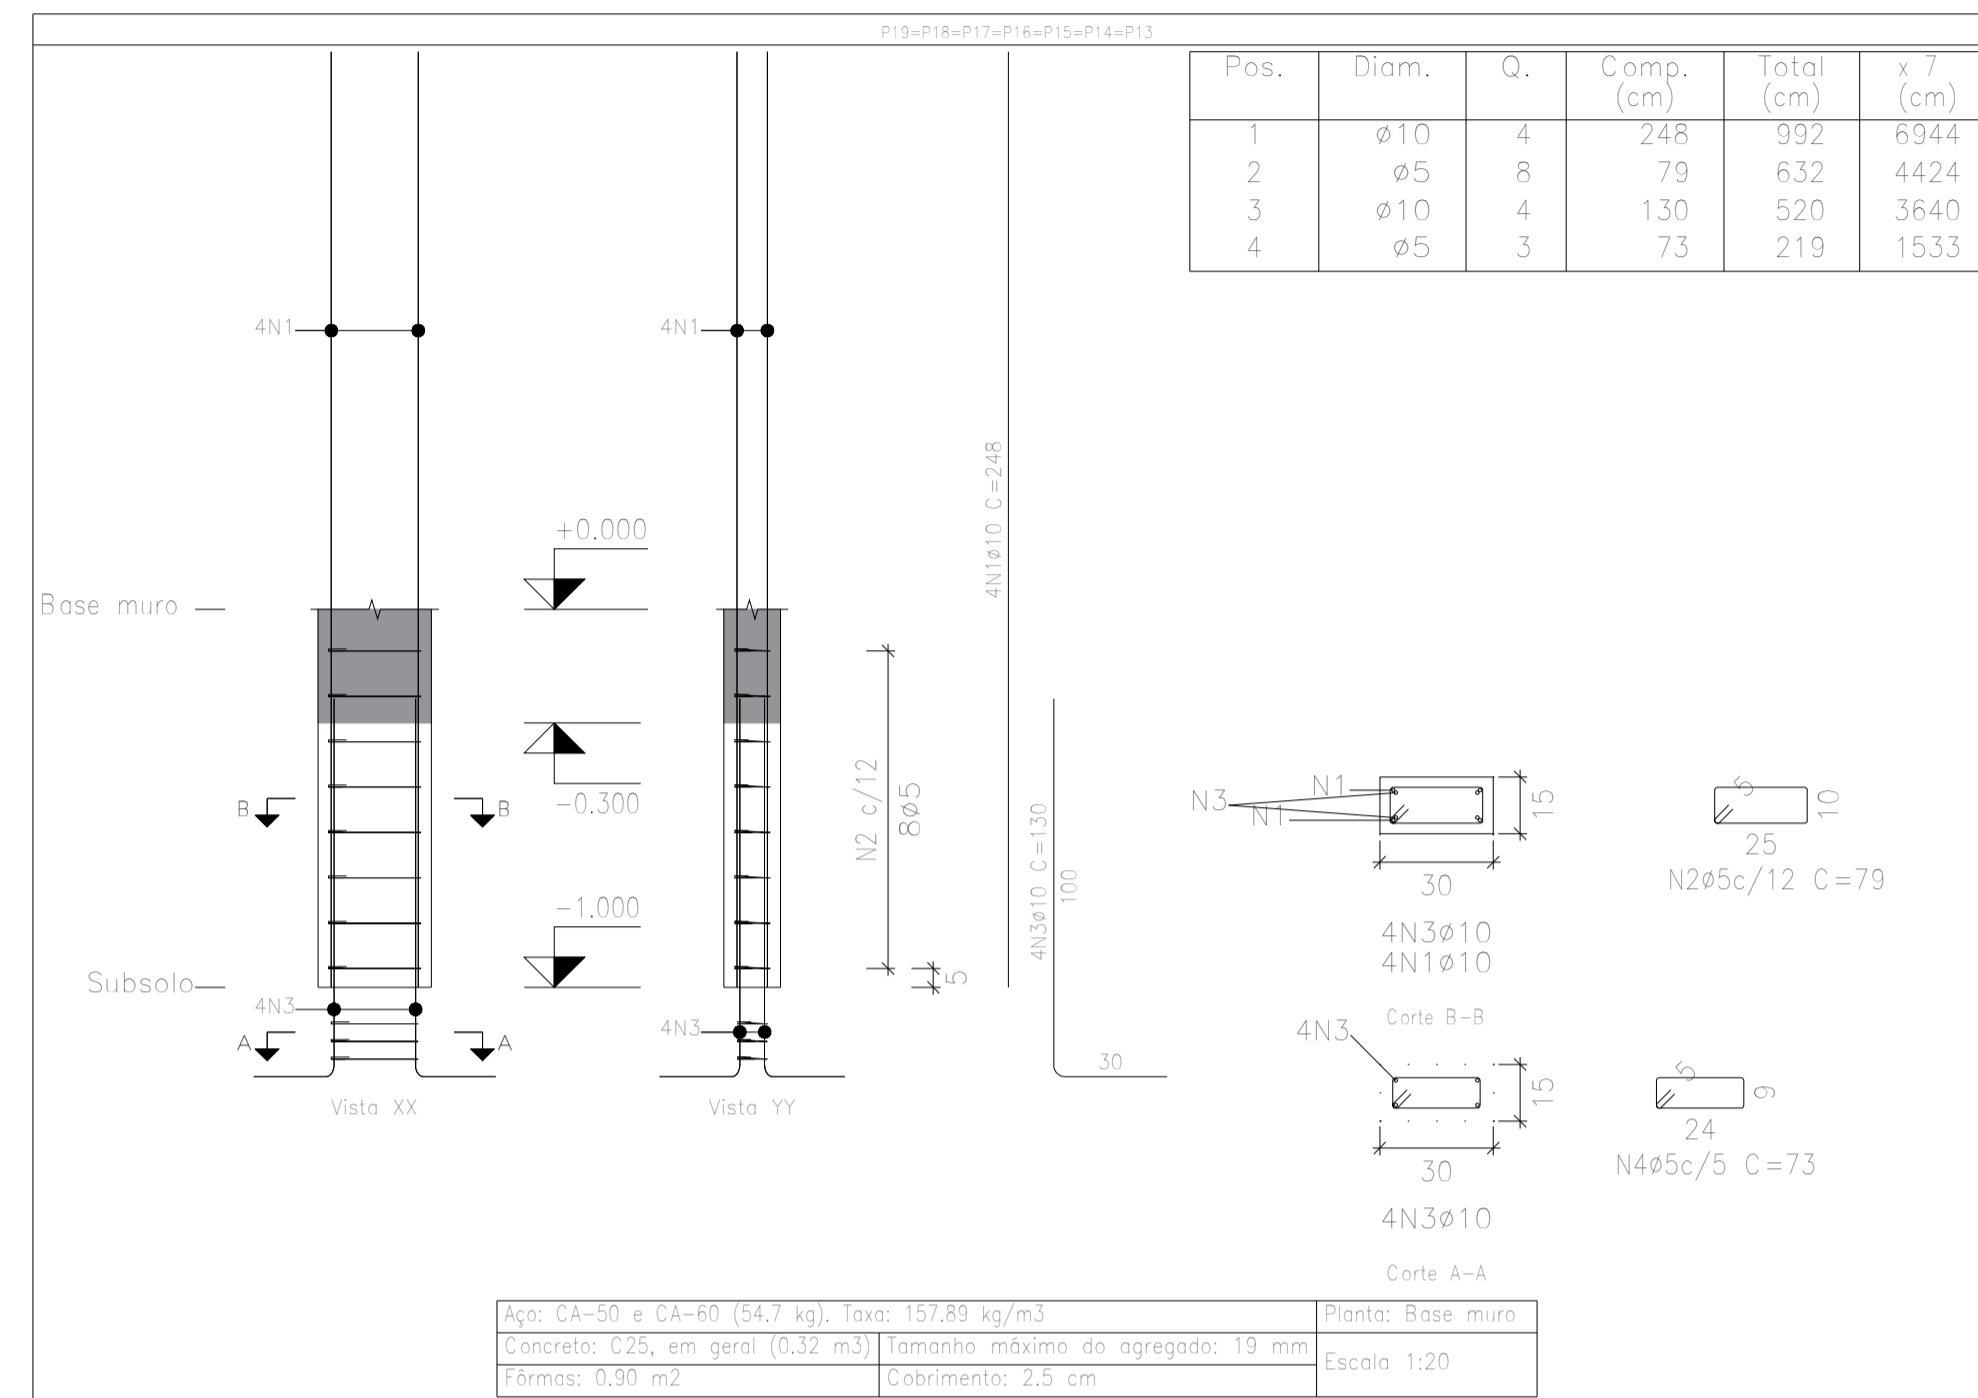 P19=P18=P17=P16=P15=P14=P13
Pos. Diam. Q. Comp. (cm) Total (cm) x 7 (cm)
1 ø10 4 248 992 6944
2 ø5 8 79 632 4424
3 ø10 4 130 520 3640
4 ø5 3 73 219 1533
4N1
4N1
+0.000
Base muro
-0.300
B
B
-1.000
Subsolo
4N3
4N3
A
A
Vista XX
Vista YY
N2 c/12
8ø5
5
4N1ø10 C=248
4N3ø10 C=130
100
30
N1
N3
N1
15
30
4N3ø10
4N1ø10
Corte B-B
5
10
25
N2ø5c/12 C=79
4N3
15
30
4N3ø10
Corte A-A
5
9
24
N4ø5c/5 C=73
Aço: CA-50 e CA-60 (54.7 kg). Taxa: 157.89 kg/m3
Planta: Base muro
Concreto: C25, em geral (0.32 m3)
Tamanho máximo do agregado: 19 mm
Escala 1:20
Fôrmas: 0.90 m2
Cobrimento: 2.5 cm